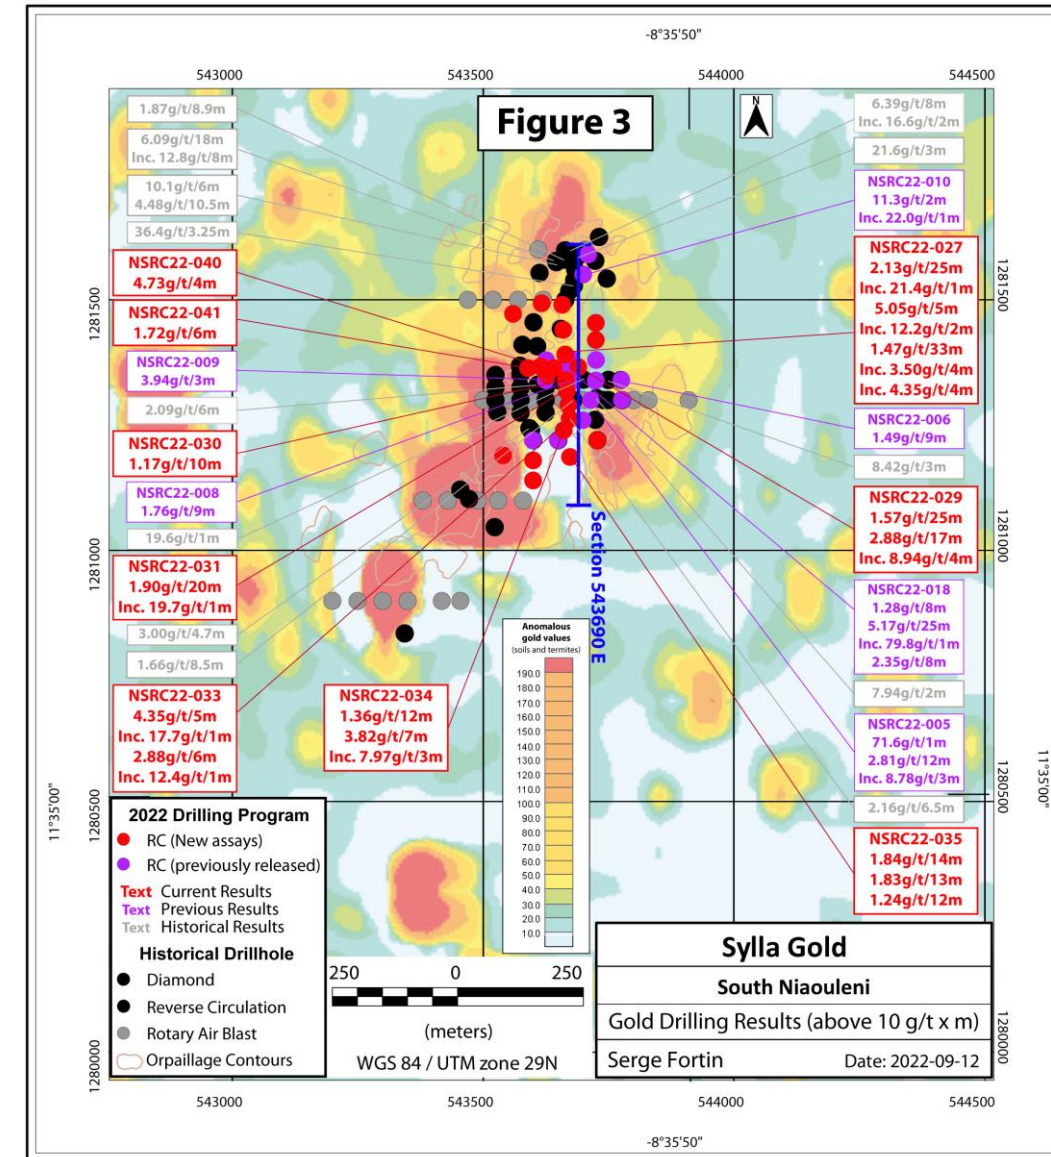 -8°35'50"
543000
543500
544000
544500
Figure 3
N
1.87g/t/8.9m
6.09g/t/18m
Inc. 12.8g/t/8m
10.1g/t/6m
4.48g/t/10.5m
36.4g/t/3.25m
NSRC22-040
4.73g/t/4m
NSRC22-041
1.72g/t/6m
NSRC22-009
3.94g/t/3m
2.09g/t/6m
NSRC22-030
1.17g/t/10m
NSRC22-008
1.76g/t/9m
19.6g/t/1m
NSRC22-031
1.90g/t/20m
Inc. 19.7g/t/1m
3.00g/t/4.7m
1.66g/t/8.5m
NSRC22-033
4.35g/t/5m
Inc. 17.7g/t/1m
2.88g/t/6m
Inc. 12.4g/t/1m
NSRC22-034
1.36g/t/12m
3.82g/t/7m
Inc. 7.97g/t/3m
6.39g/t/8m
Inc. 16.6g/t/2m
21.6g/t/3m
NSRC22-010
11.3g/t/2m
Inc. 22.0g/t/1m
NSRC22-027
2.13g/t/25m
Inc. 21.4g/t/1m
5.05g/t/5m
Inc. 12.2g/t/2m
1.47g/t/33m
Inc. 3.50g/t/4m
Inc. 4.35g/t/4m
NSRC22-006
1.49g/t/9m
8.42g/t/3m
NSRC22-029
1.57g/t/25m
2.88g/t/17m
Inc. 8.94g/t/4m
NSRC22-018
1.28g/t/8m
5.17g/t/25m
Inc. 79.8g/t/1m
2.35g/t/8m
7.94g/t/2m
NSRC22-005
71.6g/t/1m
2.81g/t/12m
Inc. 8.78g/t/3m
2.16g/t/6.5m
NSRC22-035
1.84g/t/14m
1.83g/t/13m
1.24g/t/12m
Section 543690 E
1281500
1281000
1280500
1280000
11°35'00"
1281500
1281000
1280500
1280000
11°35'00"
Anomalous
gold values
(soils and termites)
190.0
180.0
170.0
160.0
150.0
140.0
130.0
120.0
110.0
100.0
90.0
80.0
70.0
60.0
50.0
40.0
30.0
20.0
10.0
2022 Drilling Program
RC (New assays)
RC (previously released)
Text Current Results
Text Previous Results
Text Historical Results
Historical Drillhole
Diamond
Reverse Circulation
Rotary Air Blast
Orpaillage Contours
250 0 250
(meters)
WGS 84 / UTM zone 29N
Sylla Gold
South Niaouleni
Gold Drilling Results (above 10 g/t x m)
Serge Fortin Date: 2022-09-12
543000
543500
544000
544500
-8°35'50"